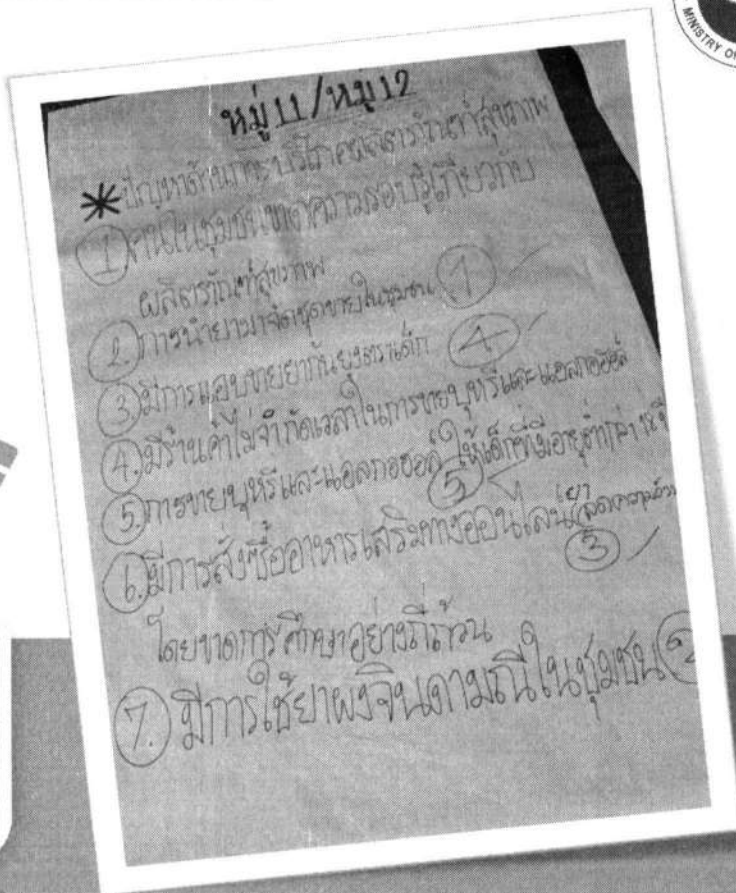 MINISTRY OF
หมู่ 11/หมู่ 12
*ปัญหาด้านการบริโภคผลิตภัณฑ์สุขภาพ
1 คนในชุมชนขาดความรอบรู้เกี่ยวกับ
ผลิตภัณฑ์สุขภาพ
2. การนำยามาจัดชุดขายในชุมชน 1 ✓
3. มีการแอบขายยากันยุงตราเด็ก 4 ✓
4. มีร้านค้าไม่จำกัดเวลาในการขายบุหรี่และแอลกอฮอล์
5. การขายบุหรี่และแอลกอฮอล์ ให้เด็กที่มีอายุต่ำกว่า 5 ✓
6. มีการสั่งซื้ออาหารเสริมทางออนไลน์ (ยา 3 ✓
โดยขาดการศึกษาอย่างถี่ถ้วน
7. มีการใช้ยาผงจินดามณีในชุมชน 2